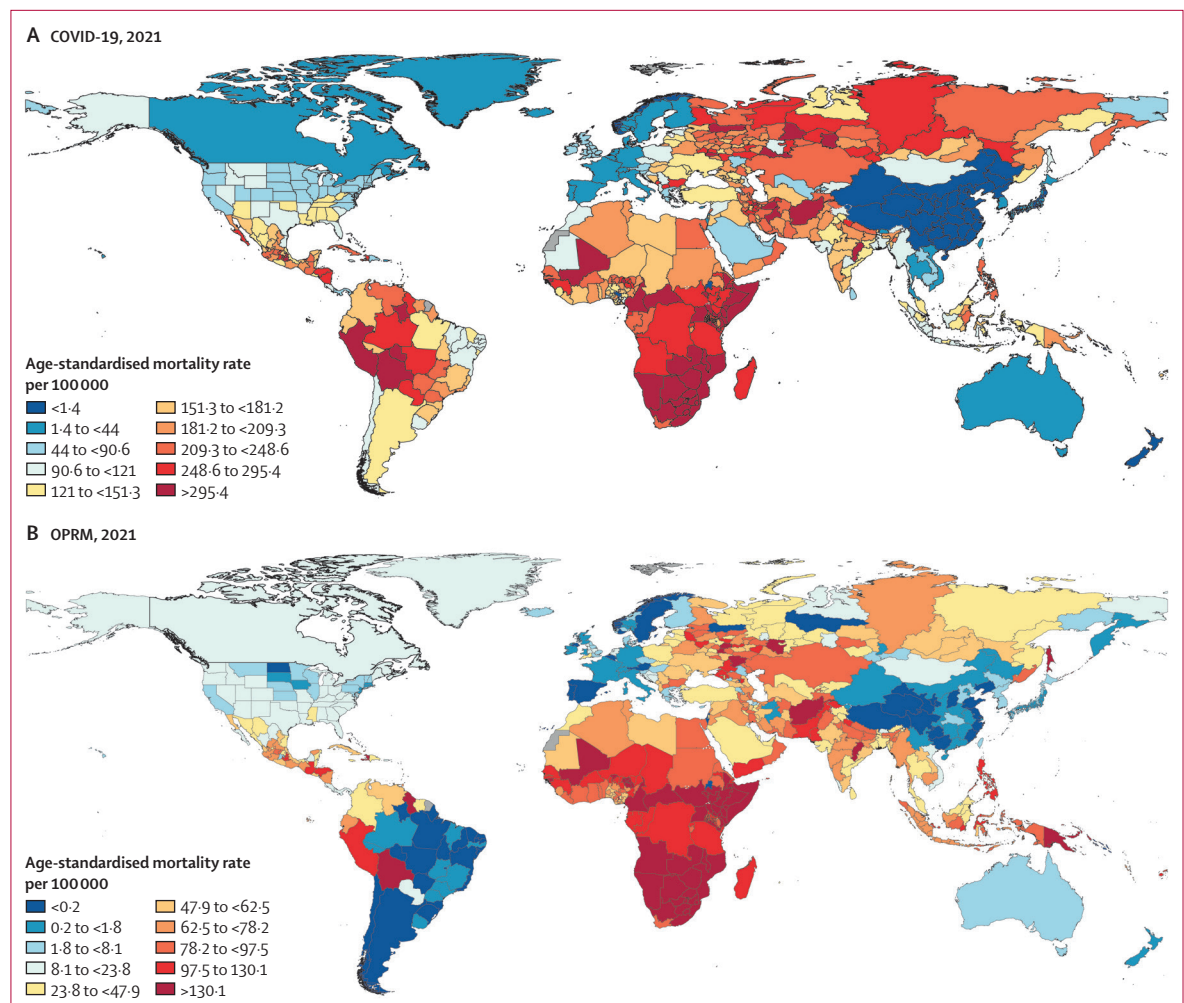 A COVID-19, 2021
Age-standardised mortality rate
per 100 000
<1·4
1·4 to <44
44 to <90·6
90·6 to <121
121 to <151·3
151·3 to <181·2
181·2 to <209·3
209·3 to <248·6
248·6 to 295·4
>295·4
B OPRM, 2021
Age-standardised mortality rate
per 100 000
<0·2
0·2 to <1·8
1·8 to <8·1
8·1 to <23·8
23·8 to <47·9
47·9 to <62·5
62·5 to <78·2
78·2 to <97·5
97·5 to 130·1
>130·1